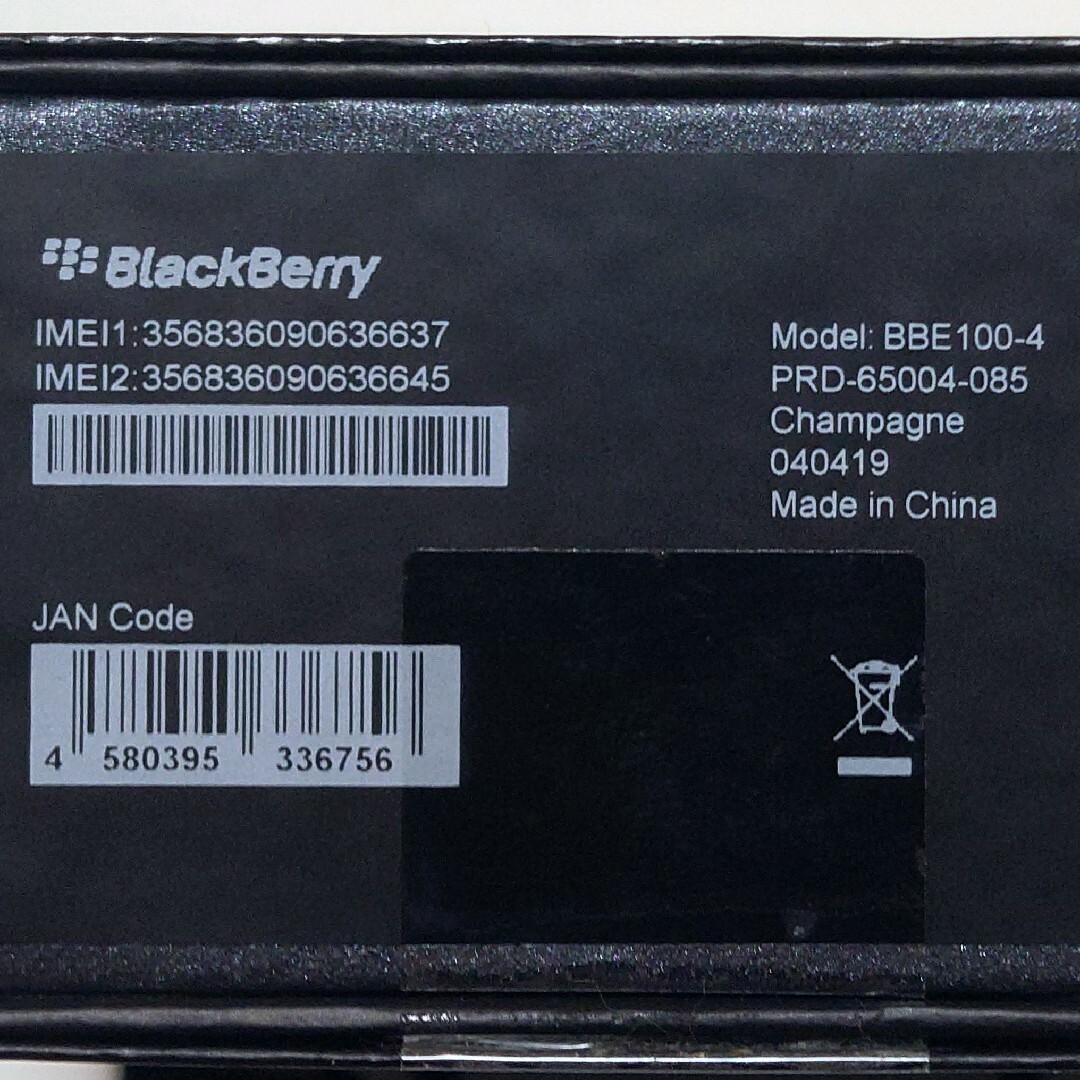 BlackBerry
IMEI1:356836090636637
IMEI2:356836090636645
Model: BBE100-4
PRD-65004-085
Champagne
040419
Made in China
JAN Code
4 580395 336756